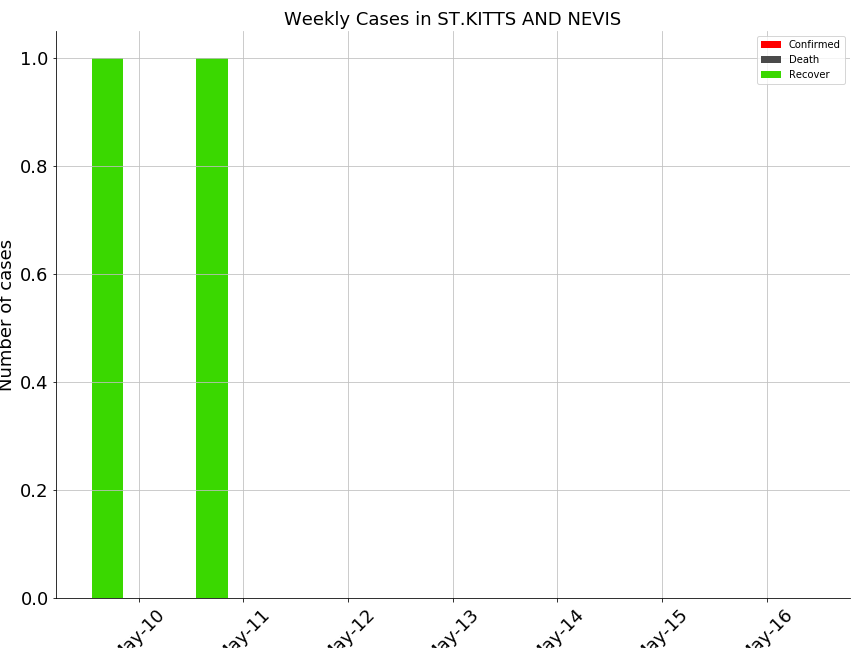 Weekly Cases in ST.KITTS AND NEVIS
Confirmed
Death
Recover
Number of cases
1.0
0.8
0.6
0.4
0.2
0.0
May-10
May-11
May-12
May-13
May-14
May-15
May-16